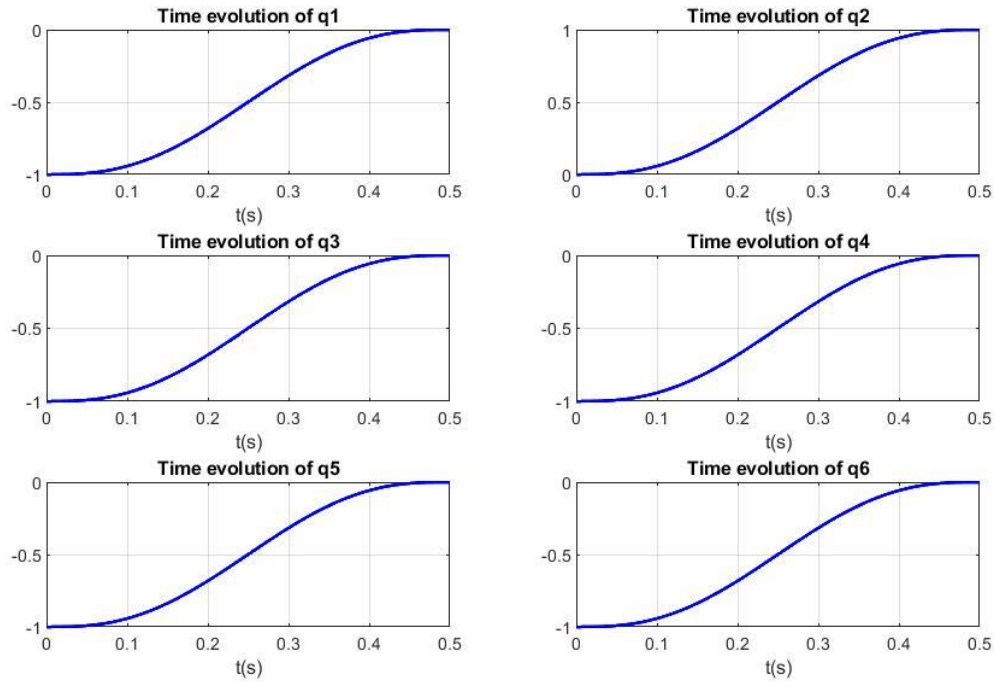 Time evolution of q1
0
-0.5
-1
0 0.1 0.2 0.3 0.4 0.5
t(s)
Time evolution of q2
1
0.5
0
0 0.1 0.2 0.3 0.4 0.5
t(s)
Time evolution of q3
0
-0.5
-1
0 0.1 0.2 0.3 0.4 0.5
t(s)
Time evolution of q4
0
-0.5
-1
0 0.1 0.2 0.3 0.4 0.5
t(s)
Time evolution of q5
0
-0.5
-1
0 0.1 0.2 0.3 0.4 0.5
t(s)
Time evolution of q6
0
-0.5
-1
0 0.1 0.2 0.3 0.4 0.5
t(s)